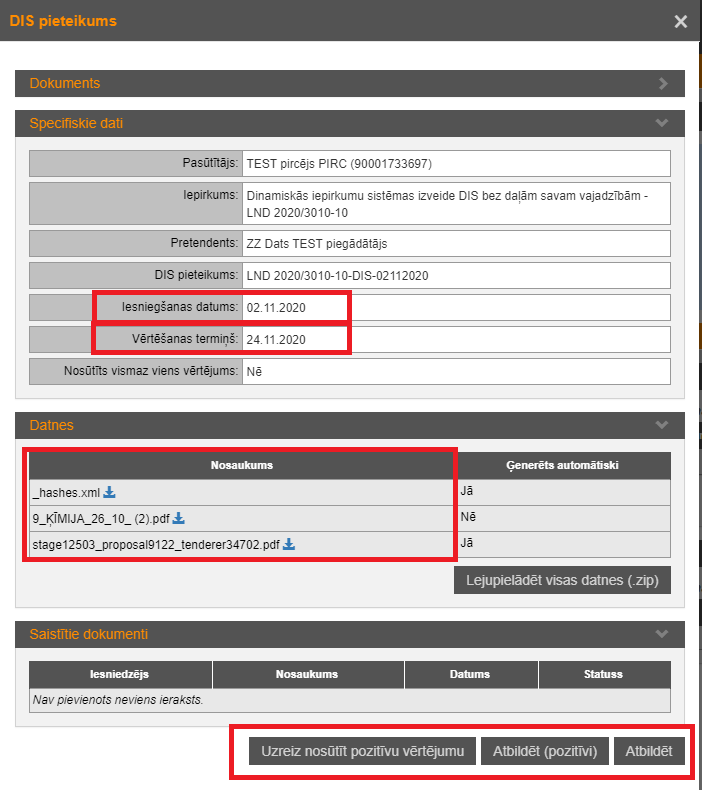 DIS pieteikums
Dokuments
Specifiskie dati
Pasūtītājs: TEST pircējs PIRC (90001733697)
Iepirkums: Dinamiskās iepirkumu sistēmas izveide DIS bez daļām savam vajadzībām -
LND 2020/3010-10
Pretendents: ZZ Dats TEST piegādātājs
DIS pieteikums: LND 2020/3010-10-DIS-02112020
Iesniegšanas datums: 02.11.2020
Vērtēšanas termiņš: 24.11.2020
Nosūtīts vismaz viens vērtējums: Nē
Datnes
Nosaukums Ģenerēts automātiski
_hashes.xml Jā
9_ĶĪMIJA_26_10_ (2).pdf Nē
stage12503_proposal9122_tenderer34702.pdf Jā
Lejupielādēt visas datnes (.zip)
Saistītie dokumenti
Iesniedzējs Nosaukums Datums Statuss
Nav pievienots neviens ieraksts.
Uzreiz nosūtīt pozitīvu vērtējumu Atbildēt (pozitīvi) Atbildēt